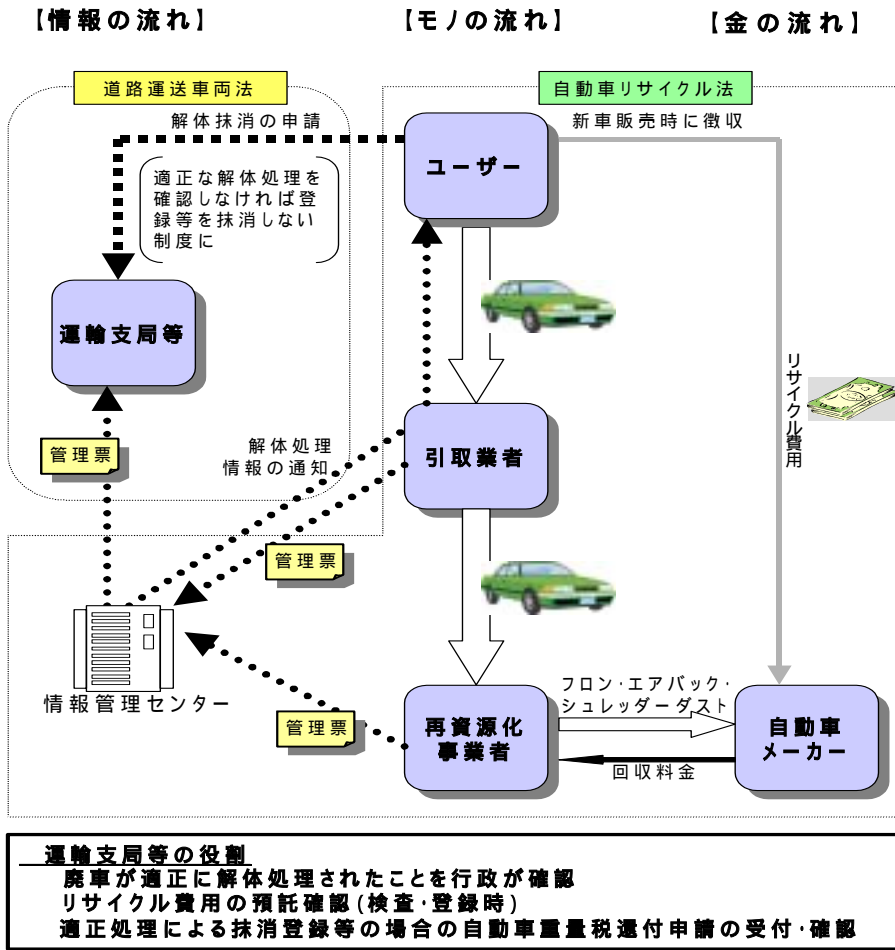 【情報の流れ】
【モノの流れ】
【金の流れ】
道路運送車両法
自動車リサイクル法
解体抹消の申請
新車販売時に徴収
ユーザー
適正な解体処理を
確認しなければ登
録等を抹消しない
制度に
運輸支局等
リサイクル費用
管理票
解体処理
情報の通知
引取業者
管理票
情報管理センター
管理票
再資源化
事業者
フロン・エアバック・
シュレッダーダスト
回収料金
自動車
メーカー
運輸支局等の役割
廃車が適正に解体処理されたことを行政が確認
リサイクル費用の預託確認(検査・登録時)
適正処理による抹消登録等の場合の自動車重量税還付申請の受付・確認